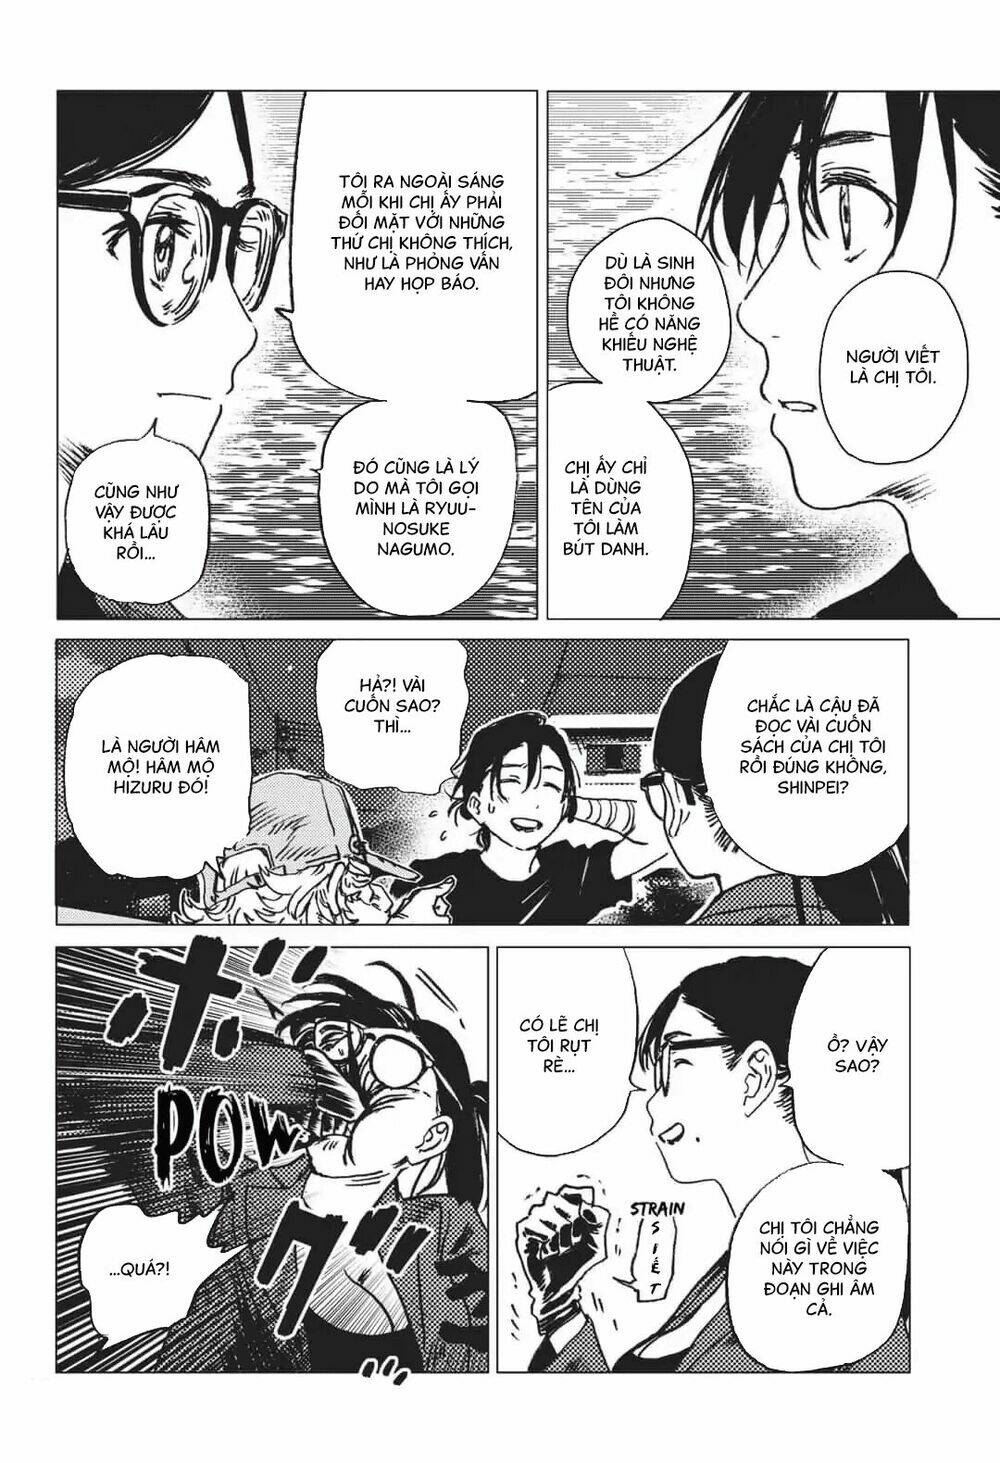 NGƯỜI VIẾT
LÀ CHỊ TÔI.
DÙ LÀ SINH
ĐÔI NHƯNG
TÔI KHÔNG
HỀ CÓ NĂNG
KHIẾU NGHỆ
THUẬT.
CHỊ ẤY CHỈ
LÀ DÙNG
TÊN CỦA
TÔI LÀM
BÚT DANH.
TÔI RA NGOÀI SÁNG
MỖI KHI CHỊ ẤY PHẢI
ĐỐI MẶT VỚI NHỮNG
THỨ CHỊ KHÔNG THÍCH,
NHƯ LÀ PHỎNG VẤN
HAY HỌP BÁO.
ĐÓ CŨNG LÀ LÝ
DO MÀ TÔI GỌI
MÌNH LÀ RYUU-
NOSUKE
NAGUMO.
CŨNG NHƯ
VẬY ĐƯỢC
KHÁ LÂU
RỒI...
CHẮC LÀ CẬU ĐÃ
ĐỌC VÀI CUỐN
SÁCH CỦA CHỊ TÔI
RỒI ĐÚNG KHÔNG,
SHINPEI?
HẢ?! VÀI
CUỐN SAO?
THÌ...
LÀ NGƯỜI HÂM
MỘ! HÂM MỘ
HIZURU ĐÓ!
Ồ? VẬY
SAO?
CÓ LẼ CHỊ
TÔI RỤT
RÈ...
CHỊ TÔI CHẲNG
NÓI GÌ VỀ VIỆC
NÀY TRONG
ĐOẠN GHI ÂM
CẢ.
STRAIN
SIẾT
ボ
POW
グ
...QUÁ?!